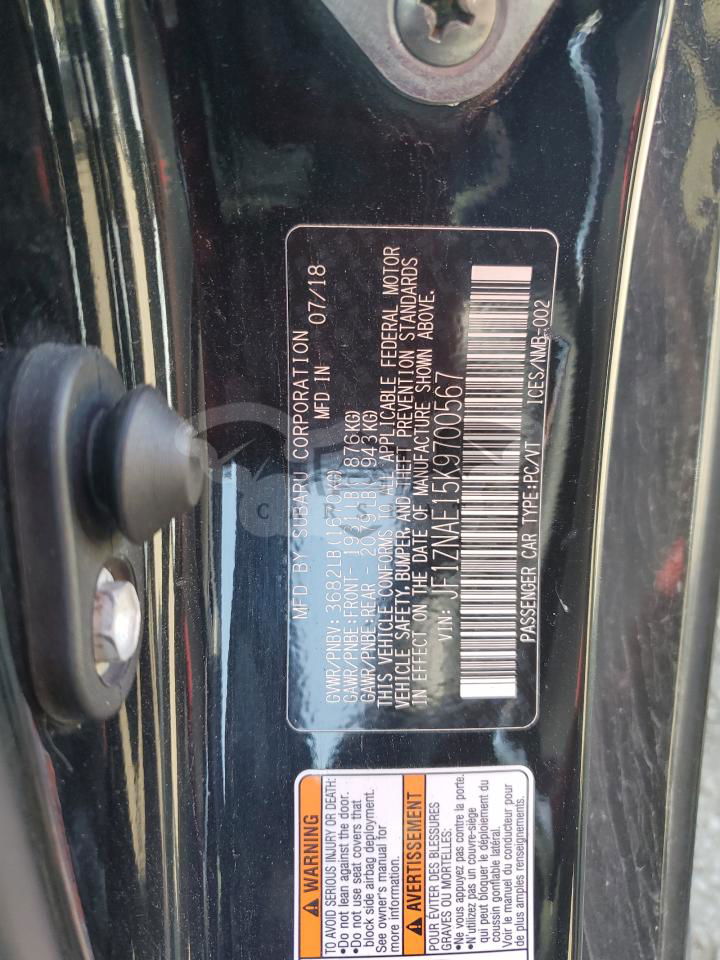 MFD BY SUBARU CORPORATION
MFD IN 07/18
GVWR/PNBV: 3682LB(1670KG)
GAWR/PNBE:FRONT- 1931LB( 876KG)
GAWR/PNBE:REAR - 2079LB( 943KG)
THIS VEHICLE CONFORMS TO ALL APPLICABLE FEDERAL MOTOR
VEHICLE SAFETY, BUMPER, AND THEFT PREVENTION STANDARDS
IN EFFECT ON THE DATE OF MANUFACTURE SHOWN ABOVE.
VIN: JF1ZNAE15K9700567
PASSENGER CAR TYPE:PC/VT ICES/NMB-002
WARNING
TO AVOID SERIOUS INJURY OR DEATH:
•Do not lean against the door.
•Do not use seat covers that
block side airbag deployment.
See owner's manual for
more information.
AVERTISSEMENT
POUR ÉVITER DES BLESSURES
GRAVES OU MORTELLES:
•Ne vous appuyez pas contre la porte.
•N'utilisez pas un couvre-siège
qui peut bloquer le déploiement du
coussin gonflable latéral.
Voir le manuel du conducteur pour
de plus amples renseignements.